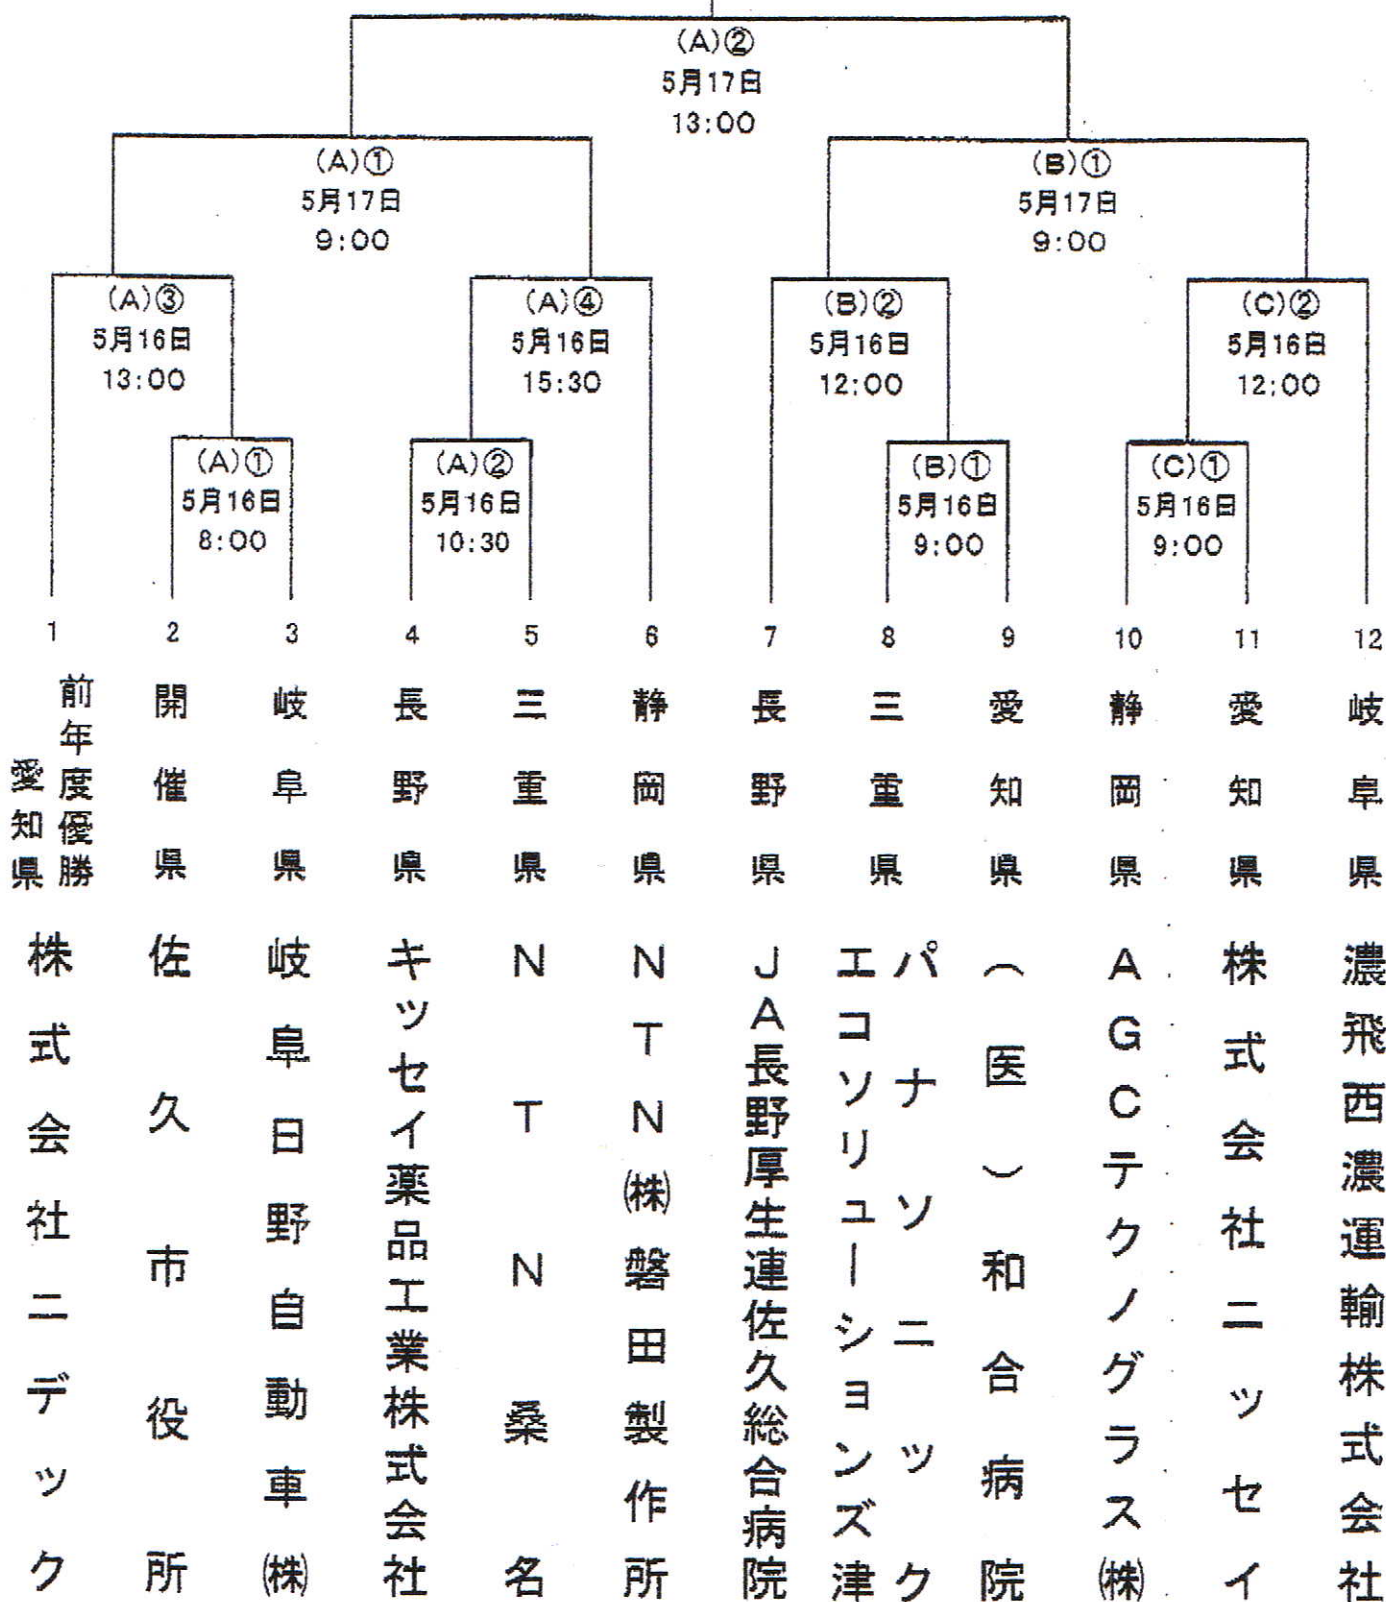 (A)②
5月17日
13:00
(A)①
5月17日
9:00
(B)①
5月17日
9:00
(A)③
5月16日
13:00
(A)④
5月16日
15:30
(B)②
5月16日
12:00
(C)②
5月16日
12:00
(A)①
5月16日
8:00
(A)②
5月16日
10:30
(B)①
5月16日
9:00
(C)①
5月16日
9:00
1
2
3
4
5
6
7
8
9
10
11
12
前年度優勝
愛知県
開催県
岐阜県
長野県
三重県
静岡県
長野県
三重県
愛知県
静岡県
愛知県
岐阜県
株式会社ニデック
佐久市役所
岐阜日野自動車㈱
キッセイ薬品工業株式会社
NTN桑名
NTN㈱磐田製作所
JA長野厚生連佐久総合病院
パナソニック
エコソリューションズ津
(医)和合病院
AGCテクノグラス㈱
株式会社ニッセイ
濃飛西濃運輸株式会社